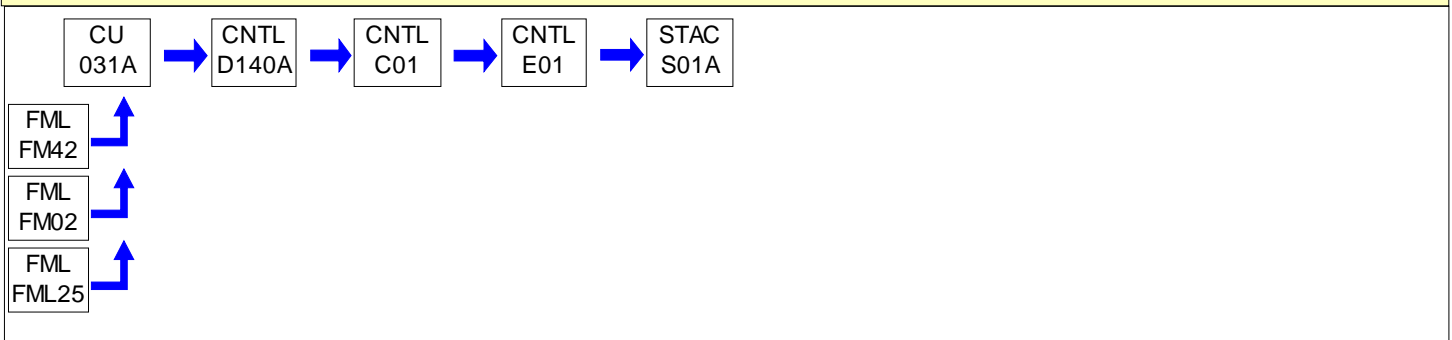 CU
031A
CNTL
D140A
CNTL
C01
CNTL
E01
STAC
S01A
FML
FM42
FML
FM02
FML
FML25